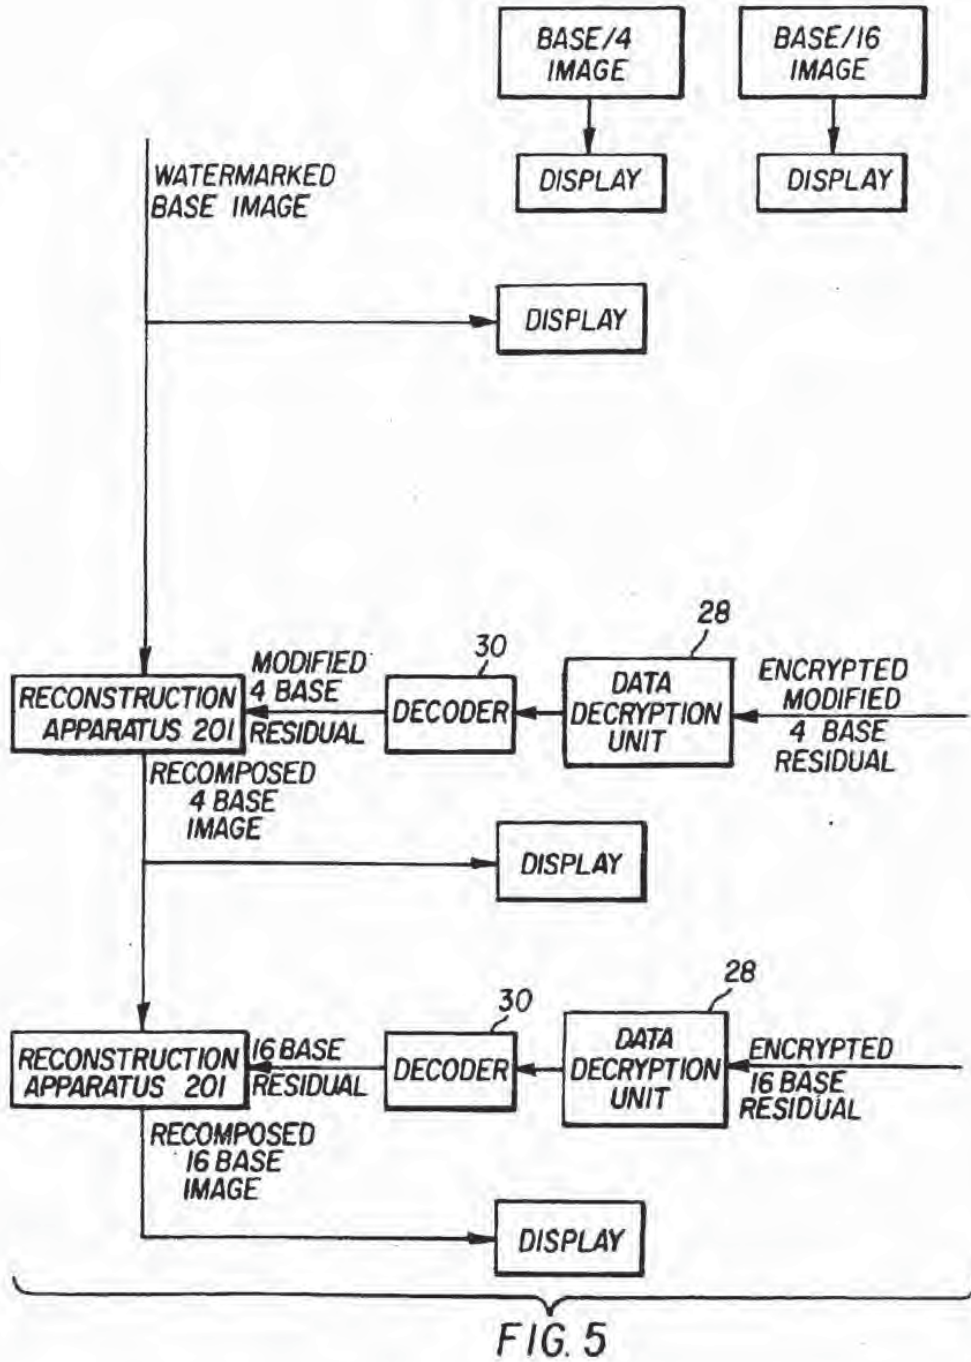 BASE/4
IMAGE
BASE/16
IMAGE
DISPLAY
DISPLAY
WATERMARKED
BASE IMAGE
DISPLAY
28
30
RECONSTRUCTION
APPARATUS 201
MODIFIED
4 BASE
RESIDUAL
DECODER
DATA
DECRYPTION
UNIT
ENCRYPTED
MODIFIED
4 BASE
RESIDUAL
RECOMPOSED
4 BASE
IMAGE
DISPLAY
28
30
RECONSTRUCTION
APPARATUS 201
16 BASE
RESIDUAL
DECODER
DATA
DECRYPTION
UNIT
ENCRYPTED
16 BASE
RESIDUAL
RECOMPOSED
16 BASE
IMAGE
DISPLAY
FIG. 5